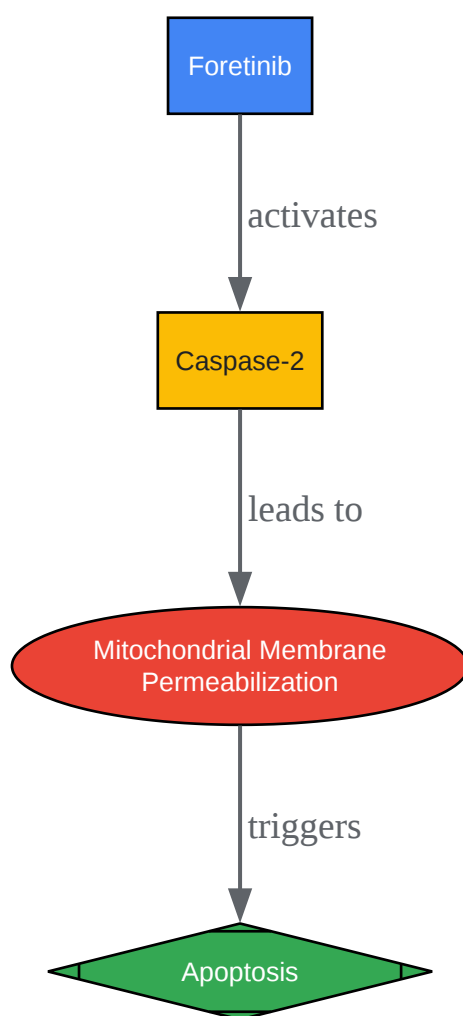 Foretinib
activates
Caspase-2
leads to
Mitochondrial Membrane
Permeabilization
triggers
Apoptosis